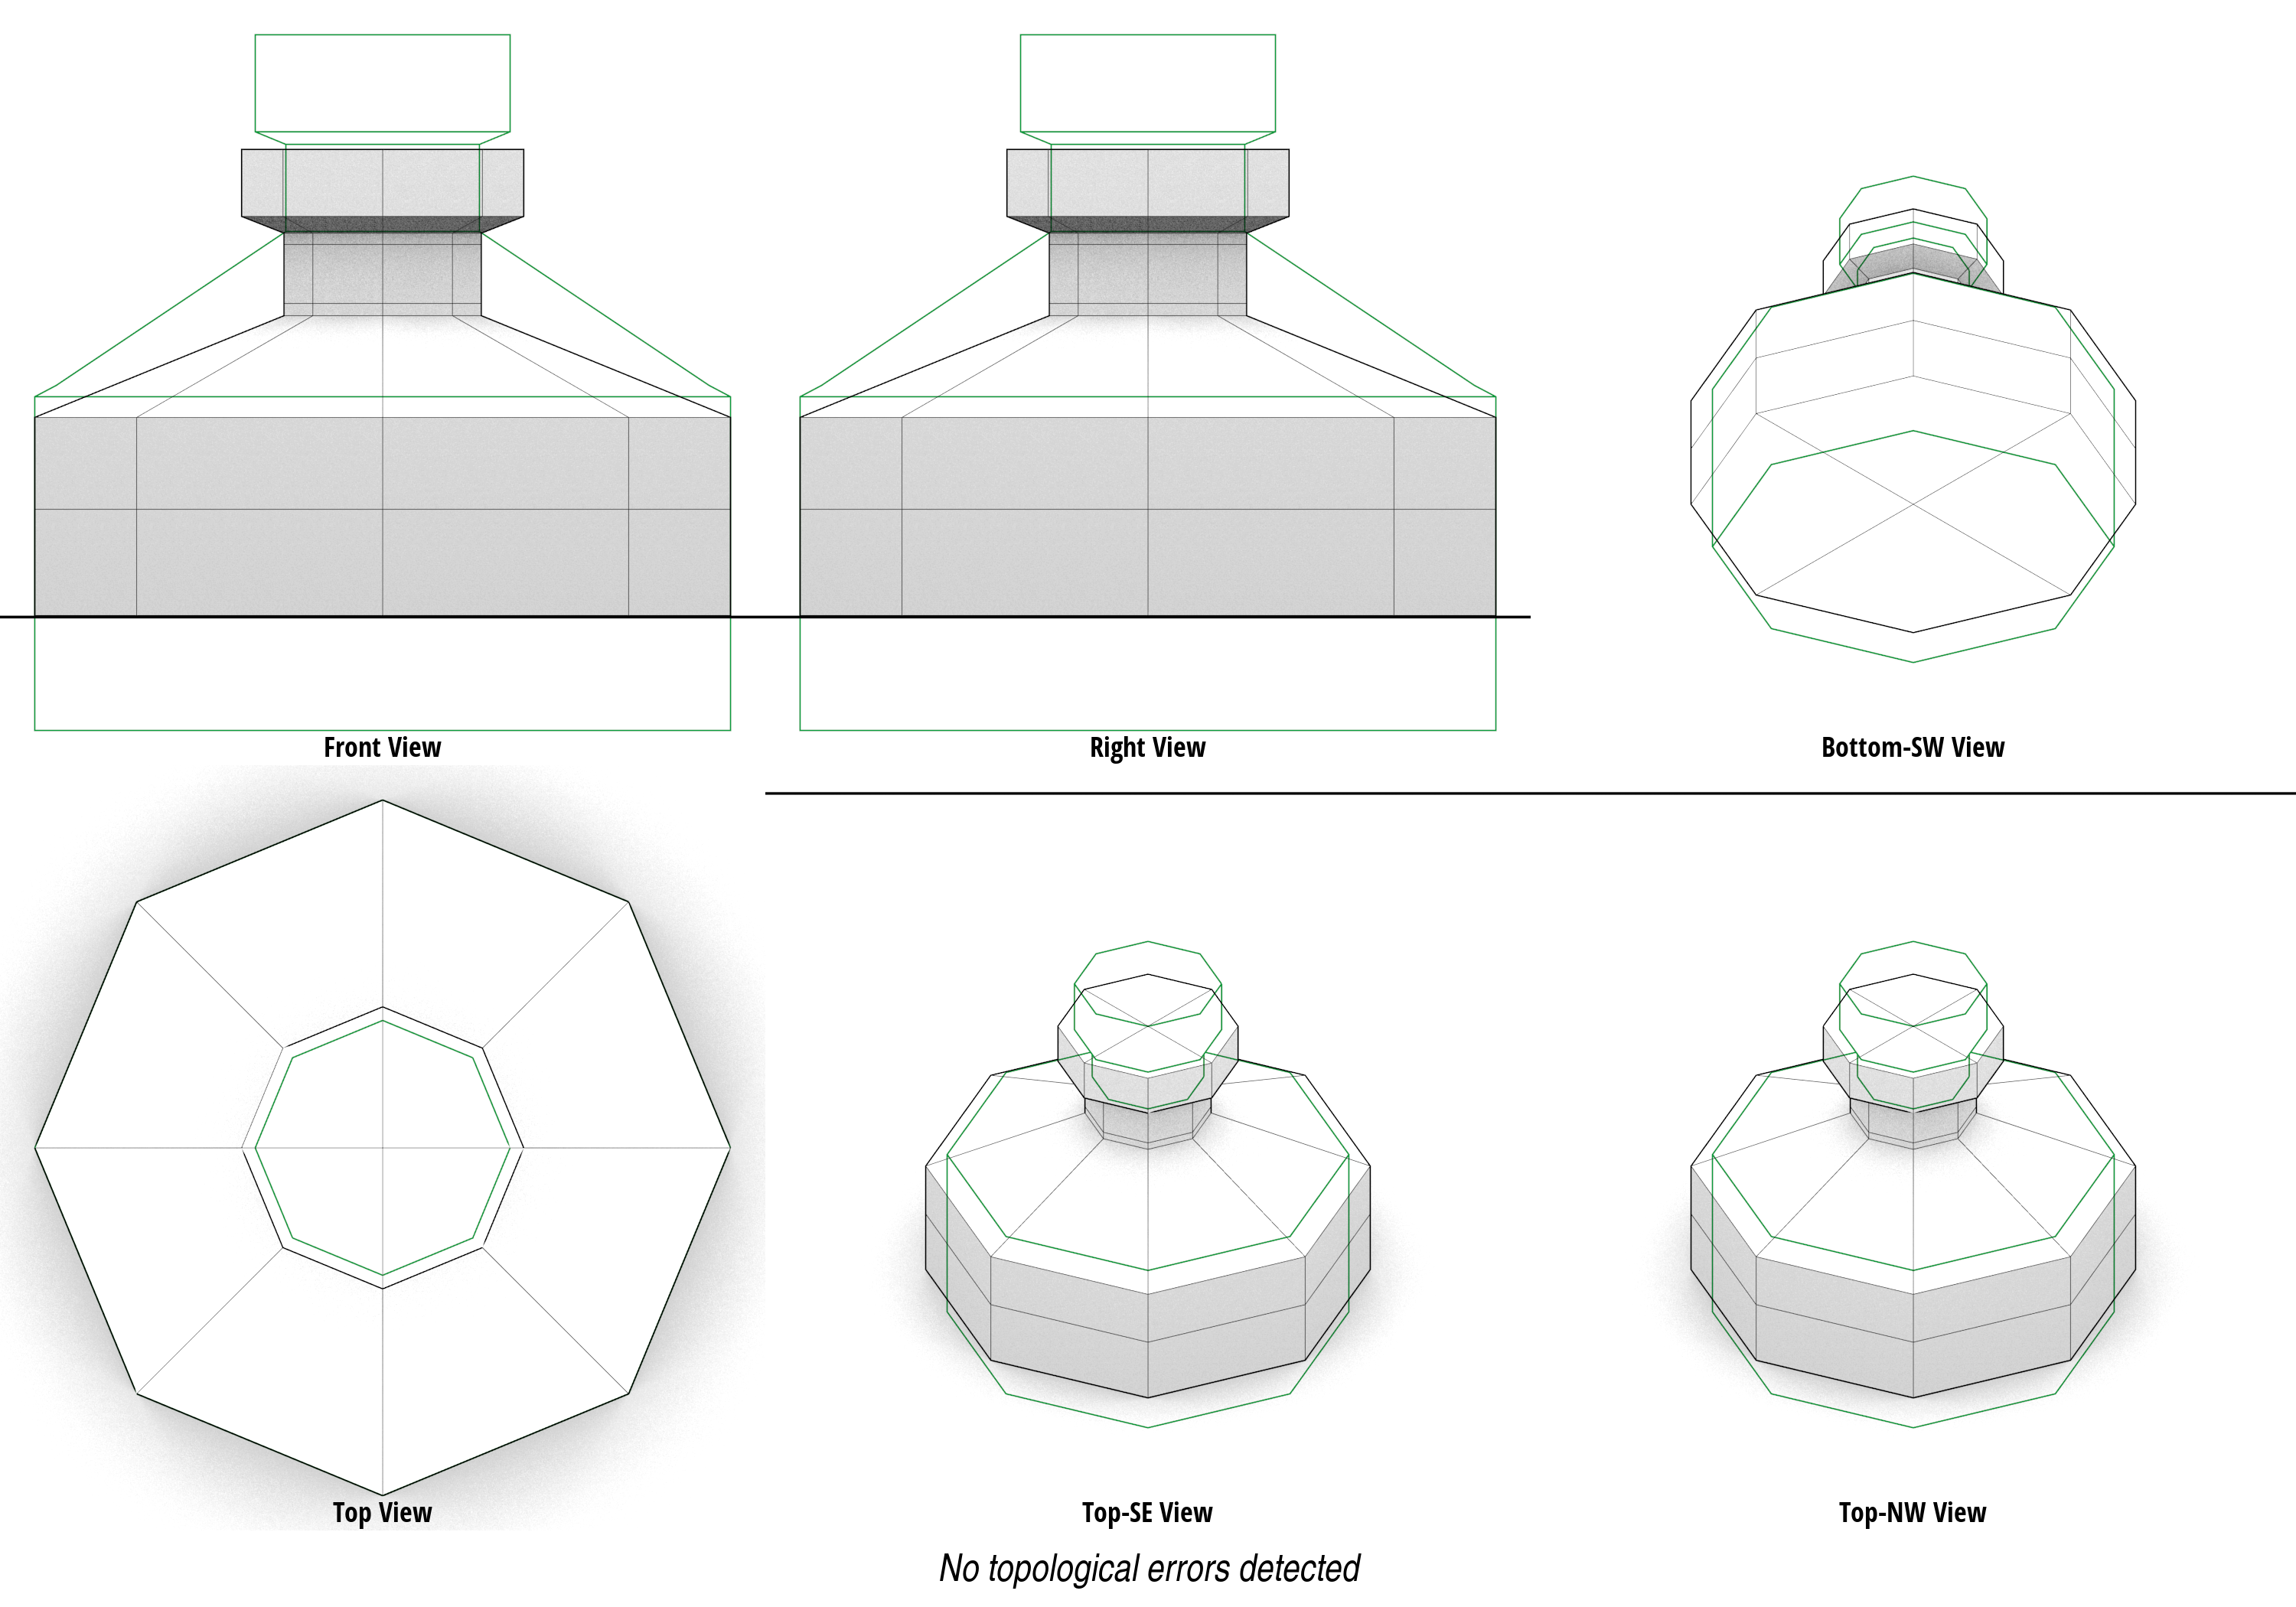 Front View
Right View
Bottom-SW View
Top View
Top-SE View
Top-NW View
No topological errors detected